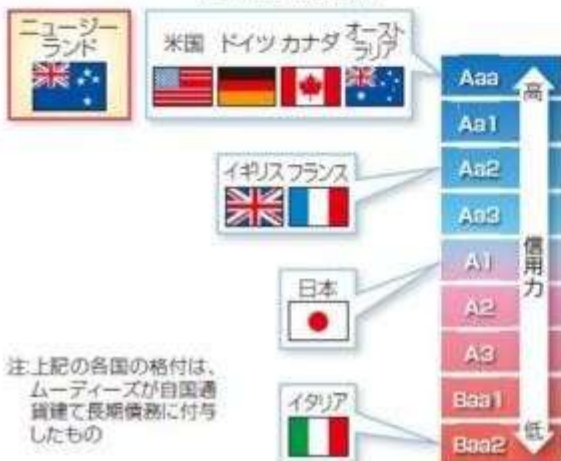 ニュージー
ランド
米国 ドイツ カナダ オースト
ラリア
Aaa
高
Aa1
イギリス フランス
Aa2
Aa3
信用力
A1
日本
A2
A3
注:上記の各国の格付は、
ムーディーズが自国通
貨建て長期債務に付与
したもの
イタリア
Baa1
低
Baa2